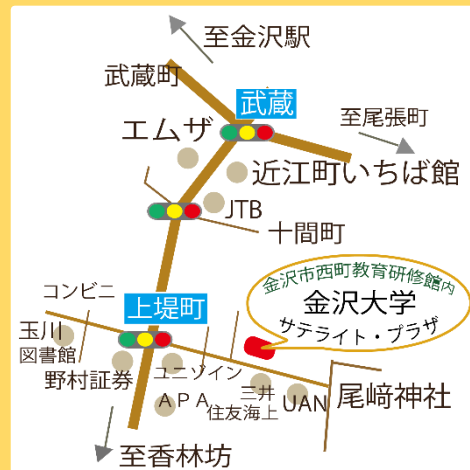 至金沢駅
武蔵町
武蔵
至尾張町
エムザ
近江町いちば館
JTB
十間町
金沢市西町教育研修館内
金沢大学
サテライト・プラザ
コンビニ
上堤町
玉川
図書館
野村証券
ユニゾイン
APA
三井
住友海上
UAN
尾﨑神社
至香林坊